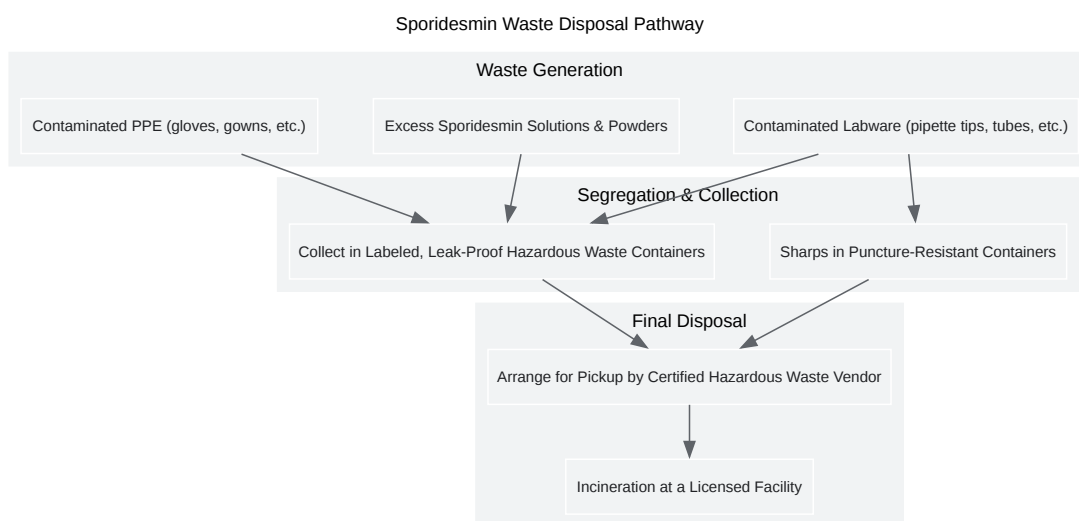 Sporidesmin Waste Disposal Pathway
Waste Generation
Contaminated PPE (gloves, gowns, etc.)
Excess Sporidesmin Solutions & Powders
Contaminated Labware (pipette tips, tubes, etc.)
Segregation & Collection
Collect in Labeled, Leak-Proof Hazardous Waste Containers
Sharps in Puncture-Resistant Containers
Final Disposal
Arrange for Pickup by Certified Hazardous Waste Vendor
Incineration at a Licensed Facility